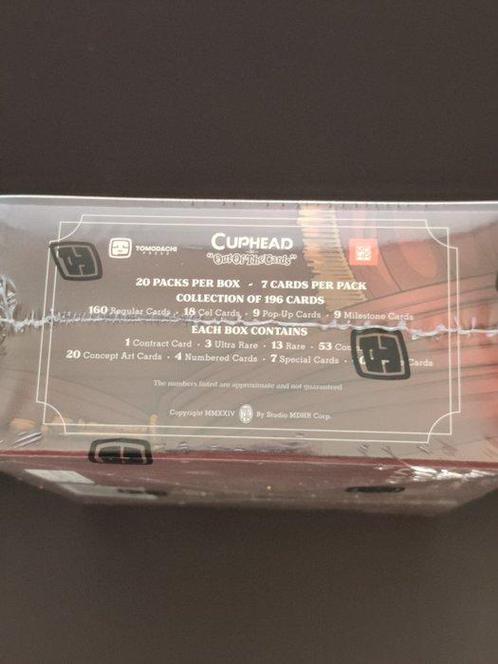 TOMODACHI
PRESS
CUPHEAD
"Out Of The Cards"
20 PACKS PER BOX - 7 CARDS PER PACK
COLLECTION OF 196 CARDS
160 Regular Cards · 18 Cel Cards · 9 Pop-Up Cards · 9 Milestone Cards
EACH BOX CONTAINS
1 Contract Card · 3 Ultra Rare · 13 Rare · 53
20 Concept Art Cards · 4 Numbered Cards · 7 Special Cards · Cards
The numbers listed are approximate and not guaranteed
Copyright MMXXIV By Studio MDHR Corp.